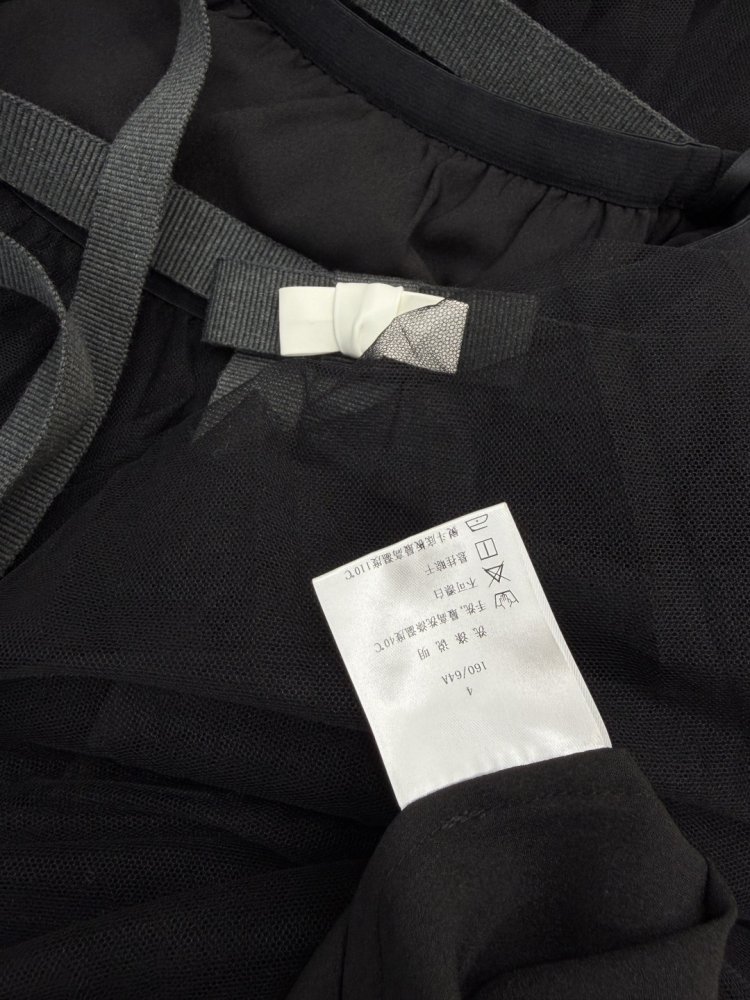 4
160/64A
洗 涤 说 明
手洗,最高洗涤温度40℃
不可漂白
悬挂晾干
熨斗底板最高温度110℃